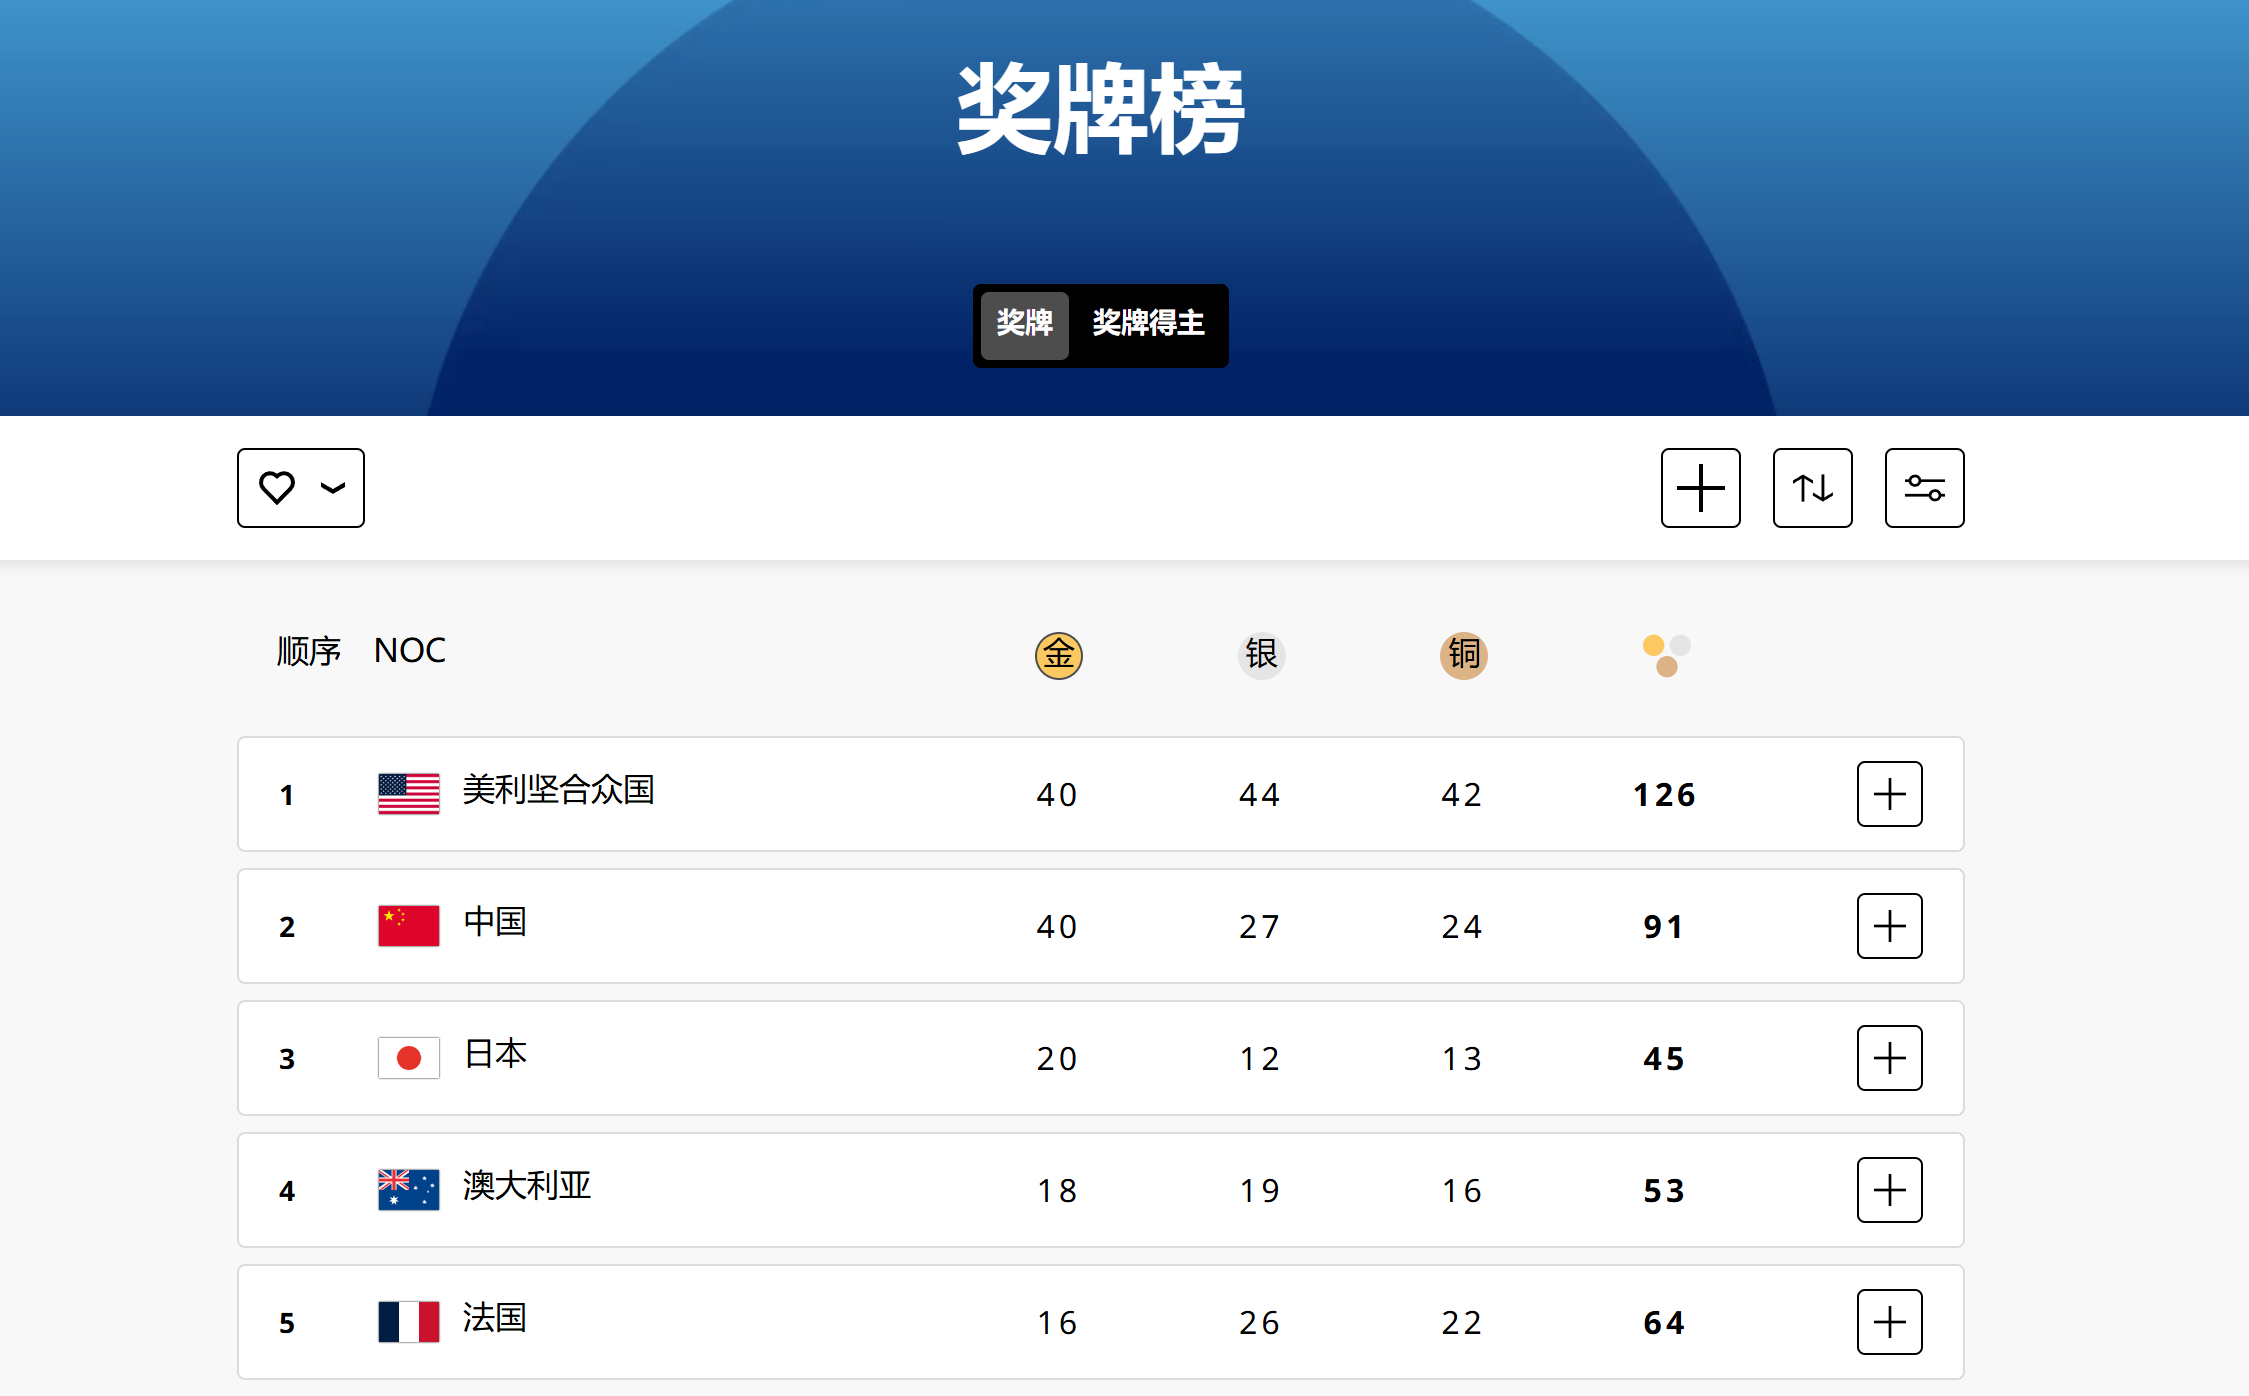 奖牌榜
奖牌 奖牌得主
顺序 NOC 金 银 铜
1 美利坚合众国 40 44 42 126
2 中国 40 27 24 91
3 日本 20 12 13 45
4 澳大利亚 18 19 16 53
5 法国 16 26 22 64